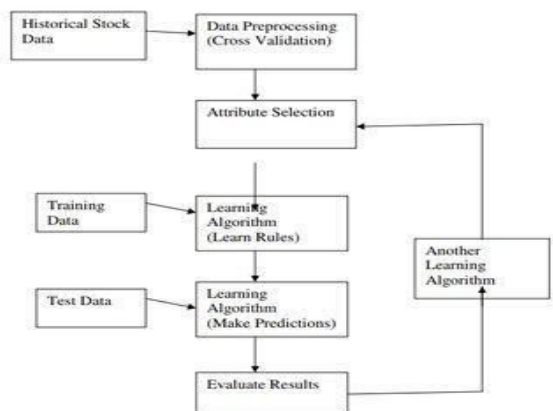 Historical Stock
Data
Data Preprocessing
(Cross Validation)
Attribute Selection
Training
Data
Learning
Algorithm
(Learn Rules)
Another
Learning
Algorithm
Test Data
Learning
Algorithm
(Make Predictions)
Evaluate Results